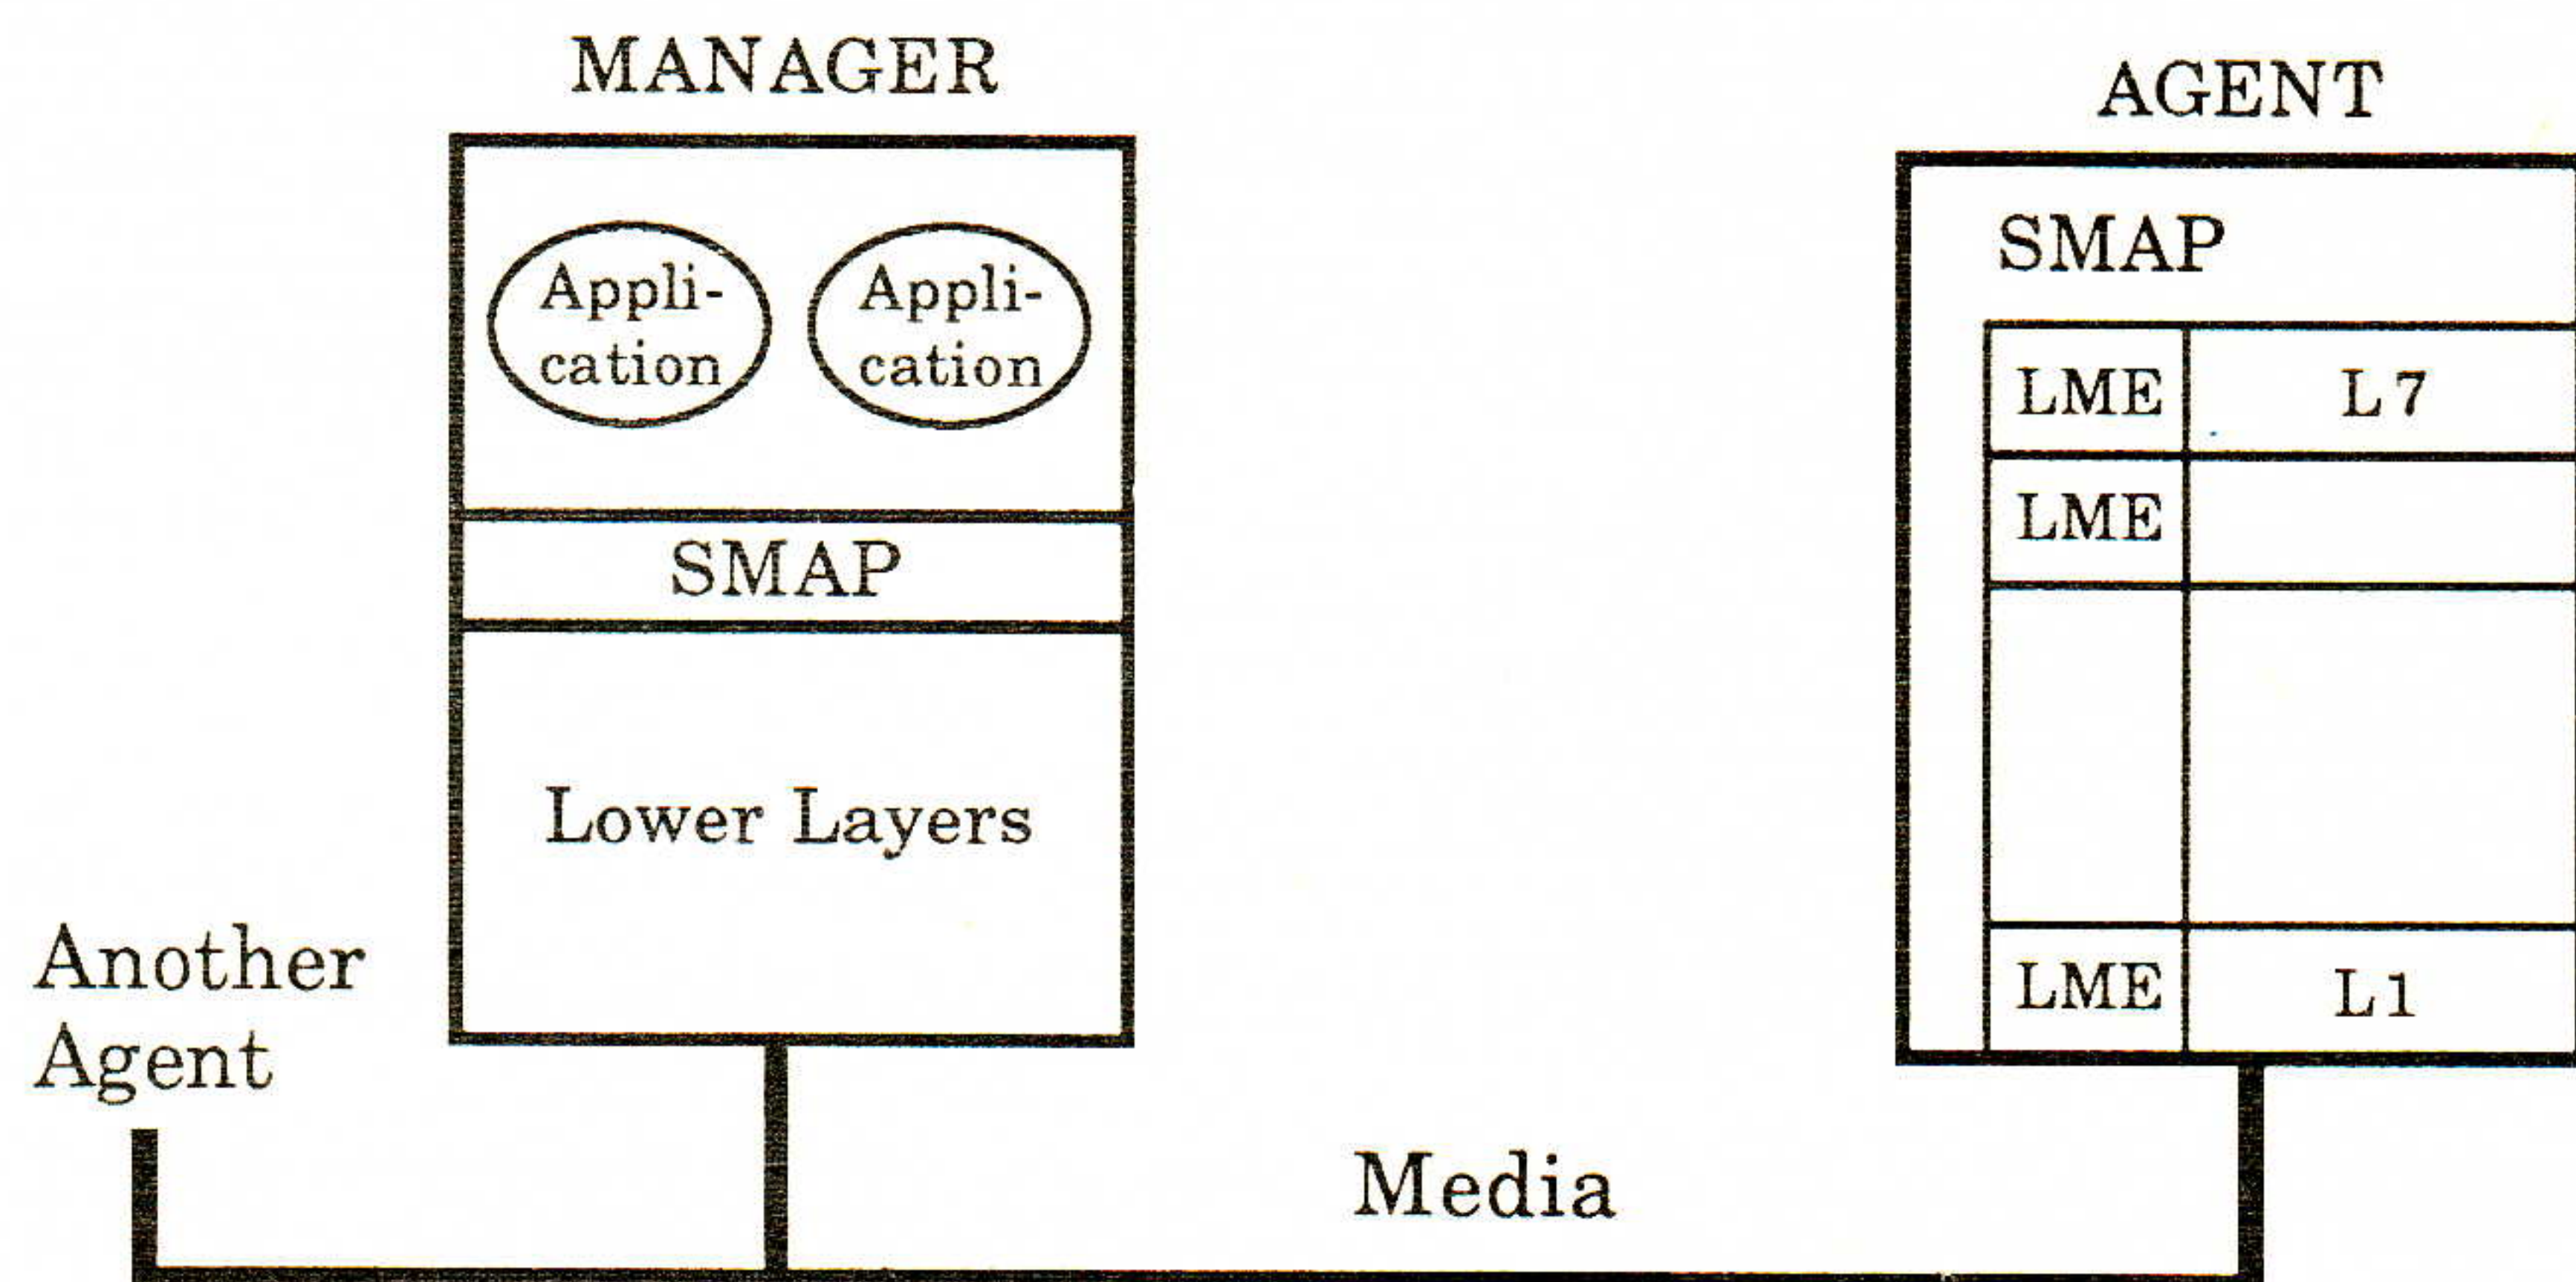 MANAGER
Appli-
cation
Appli-
cation
SMAP
Lower Layers
Another
Agent
Media
AGENT
SMAP
LME L7
LME
LME L1